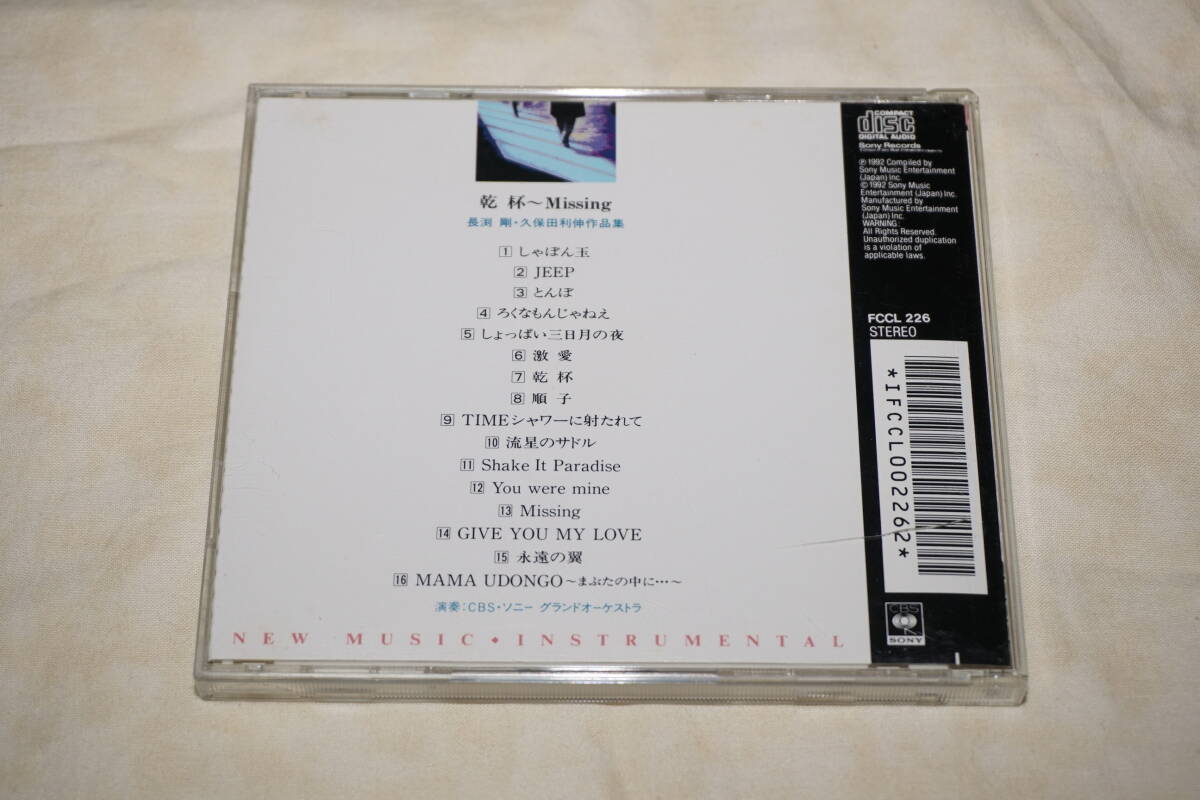 乾 杯～Missing
長渕 剛・久保田利伸作品集
1 しゃぼん玉
2 JEEP
3 とんぼ
4 ろくなもんじゃねえ
5 しょっぱい三日月の夜
6 激 愛
7 乾 杯
8 順 子
9 TIMEシャワーに射たれて
10 流星のサドル
11 Shake It Paradise
12 You were mine
13 Missing
14 GIVE YOU MY LOVE
15 永遠の翼
16 MAMA UDONGO～まぶたの中に…～
演奏：CBS・ソニー グランドオーケストラ
NEW MUSIC◆INSTRUMENTAL
COMPACT
disc
DIGITAL AUDIO
Sony Records
℗1992 Compiled by
Sony Music Entertainment
(Japan) Inc.
©1992 Sony Music
Entertainment (Japan) Inc.
Manufactured by
Sony Music Entertainment
(Japan) Inc.
WARNING
All Rights Reserved.
Unauthorized duplication
is a violation of
applicable laws.
FCCL 226
STEREO
*IFCCL002262*
CBS
SONY